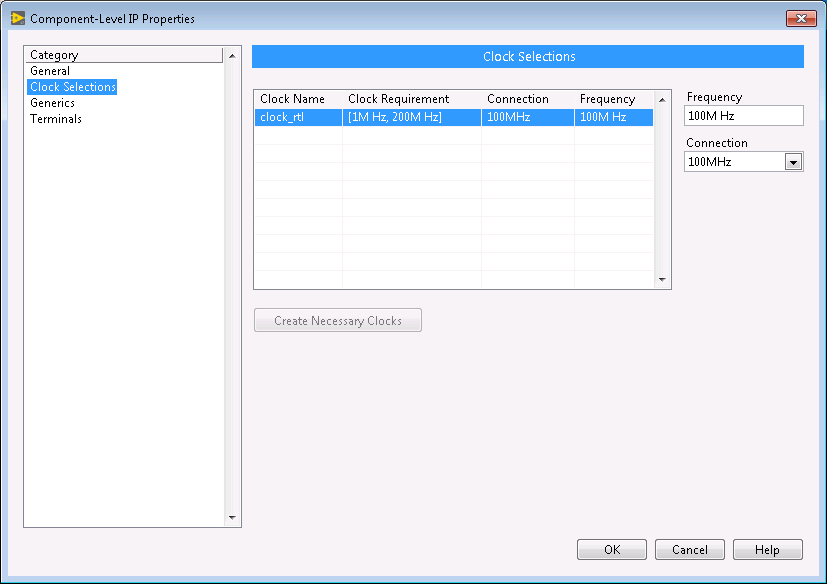 Component-Level IP Properties
Category
General
Clock Selections
Generics
Terminals
Clock Selections
Clock Name Clock Requirement Connection Frequency
clock_rtl [1M Hz, 200M Hz] 100MHz 100M Hz
Frequency
100M Hz
Connection
100MHz
Create Necessary Clocks
OK Cancel Help